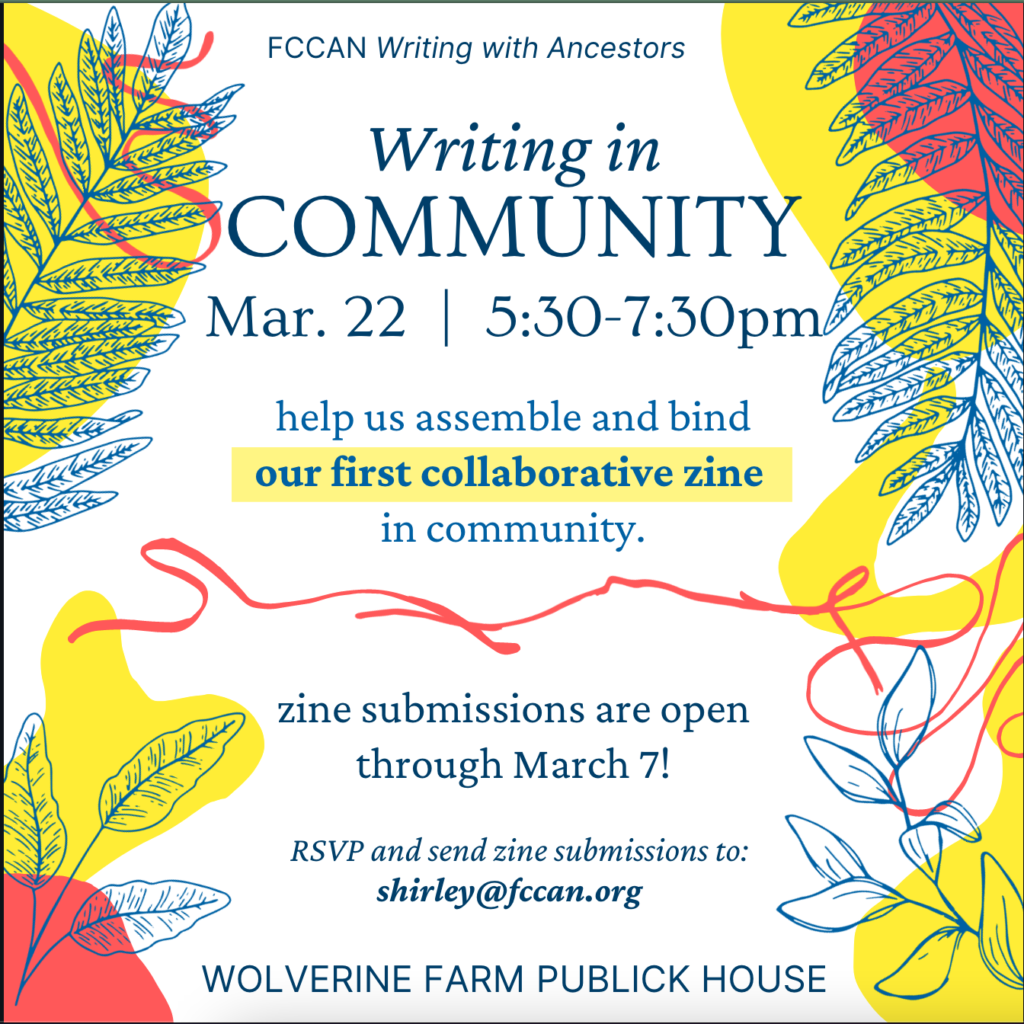 FCCAN Writing with Ancestors
Writing in
COMMUNITY
Mar. 22 | 5:30-7:30pm
help us assemble and bind
our first collaborative zine
in community.
zine submissions are open
through March 7!
RSVP and send zine submissions to:
shirley@fccan.org
WOLVERINE FARM PUBLICK HOUSE